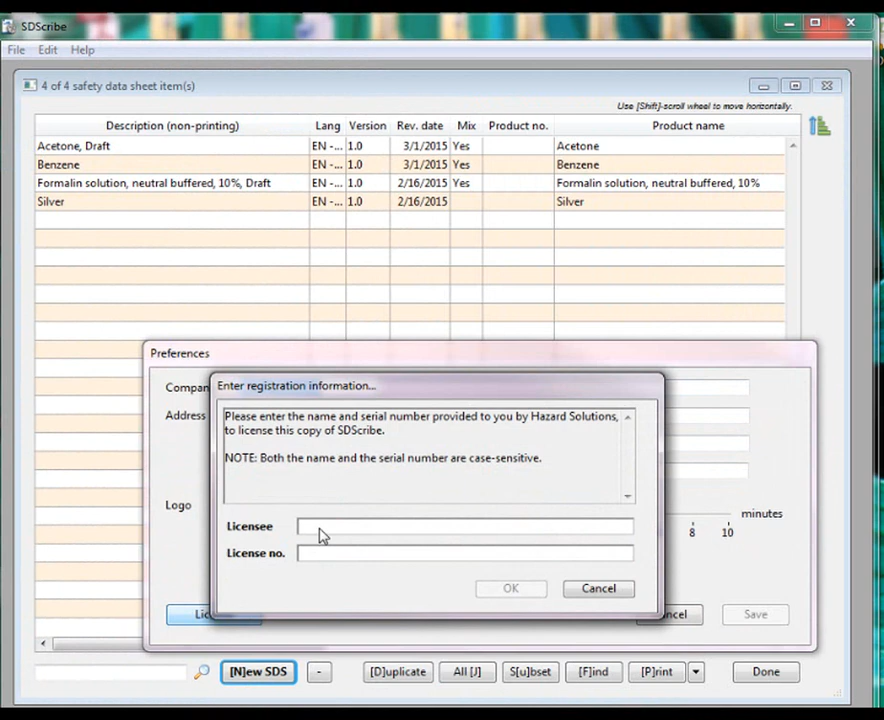 SDScribe
File Edit Help
4 of 4 safety data sheet item(s)
Use [Shift]-scroll wheel to move horizontally.
Description (non-printing) Lang Version Rev. date Mix Product no. Product name
Acetone, Draft EN -... 1.0 3/1/2015 Yes Acetone
Benzene EN -... 1.0 3/1/2015 Yes Benzene
Formalin solution, neutral buffered, 10%, Draft EN -... 1.0 2/16/2015 Yes Formalin solution, neutral buffered, 10%
Silver EN -... 1.0 2/16/2015 Silver
Preferences
Enter registration information...
Please enter the name and serial number provided to you by Hazard Solutions,
to license this copy of SDScribe.
NOTE: Both the name and the serial number are case-sensitive.
Address
Logo
minutes
8 10
Licensee
License no.
OK Cancel
Save
[N]ew SDS - [D]uplicate All [J] S[u]bset [F]ind [P]rint Done